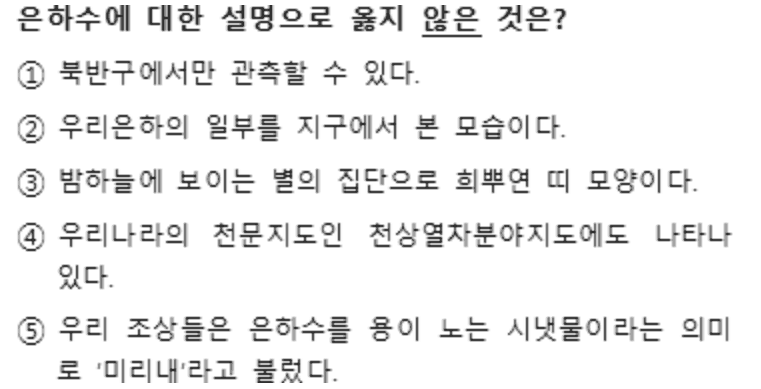 은하수에 대한 설명으로 옳지 않은 것은?
① 북반구에서만 관측할 수 있다.
② 우리은하의 일부를 지구에서 본 모습이다.
③ 밤하늘에 보이는 별의 집단으로 희뿌연 띠 모양이다.
④ 우리나라의 천문지도인 천상열차분야지도에도 나타나
있다.
⑤ 우리 조상들은 은하수를 용이 노는 시냇물이라는 의미
로 '미리내'라고 불렀다.